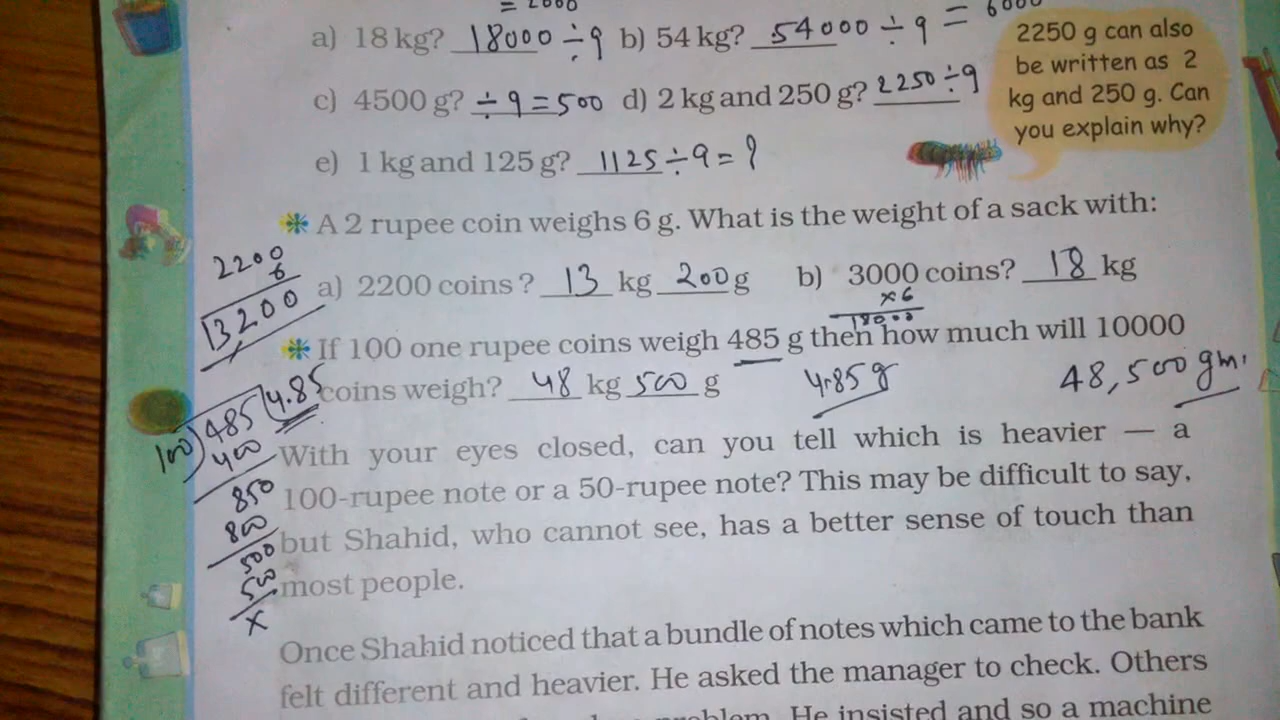 = 2000
a) 18 kg? 18000 ÷ 9 b) 54 kg? 54000 ÷ 9 = 6000
c) 4500 g? ÷ 9 = 500 d) 2 kg and 250 g? 2250 ÷ 9
2250 g can also
be written as 2
kg and 250 g. Can
you explain why?
e) 1 kg and 125 g? 1125 ÷ 9 = ?
A 2 rupee coin weighs 6 g. What is the weight of a sack with:
2200
6
13200
a) 2200 coins? 13 kg 200 g b) 3000 coins? 18 kg
x 6
18000
If 100 one rupee coins weigh 485 g then how much will 10000
coins weigh? 48 kg 500 g 4.85 g 48,500 gm.
100) 485 (4.85
400
850
800
500
500
x
With your eyes closed, can you tell which is heavier — a
100-rupee note or a 50-rupee note? This may be difficult to say,
but Shahid, who cannot see, has a better sense of touch than
most people.
Once Shahid noticed that a bundle of notes which came to the bank
felt different and heavier. He asked the manager to check. Others
problem. He insisted and so a machine